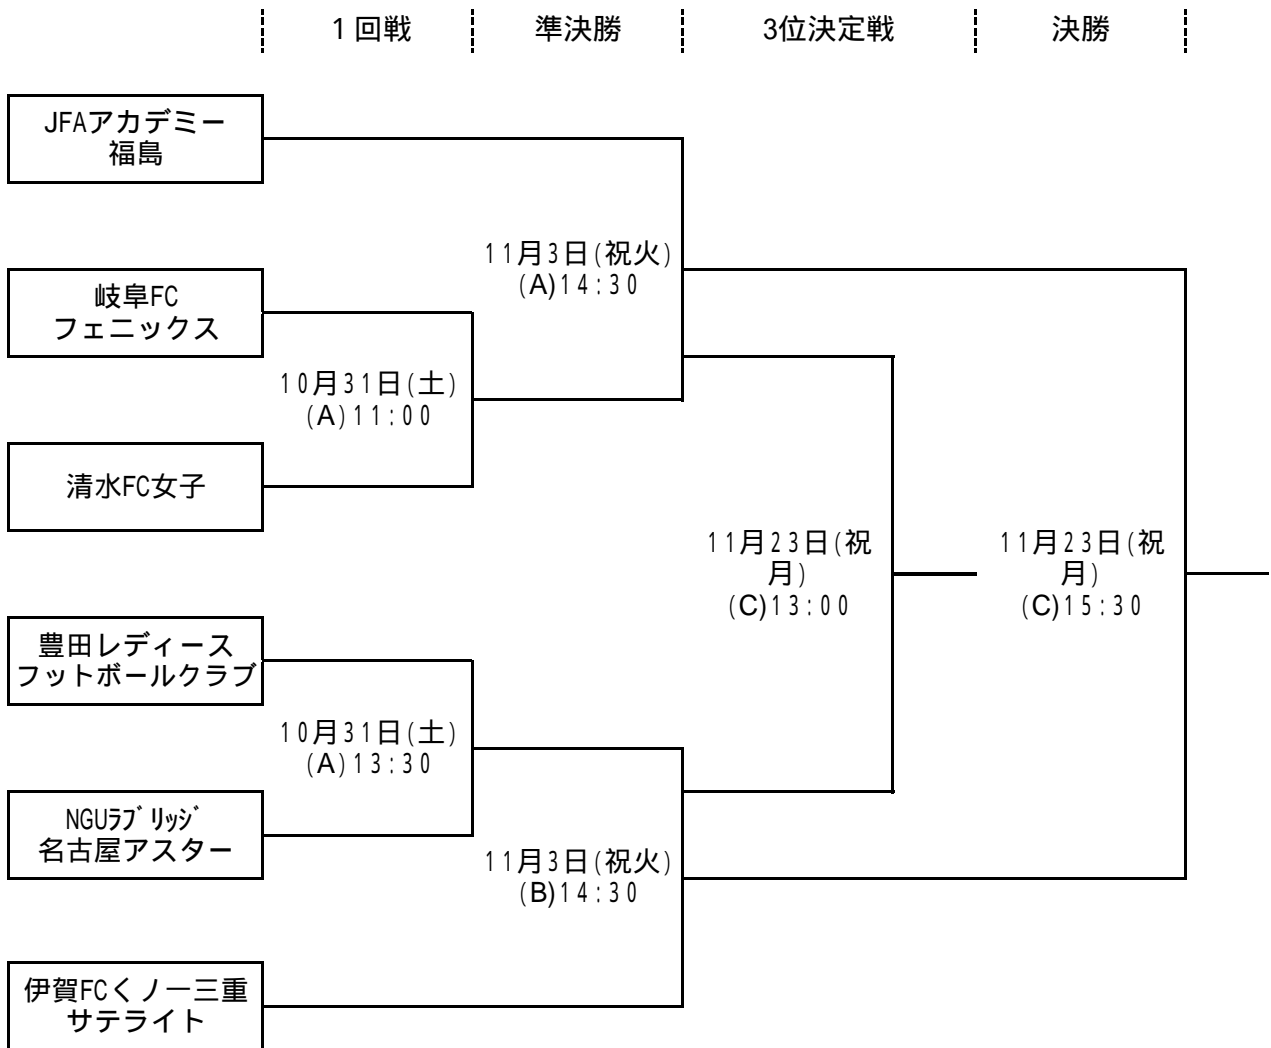 1回戦
準決勝
3位決定戦
決勝
JFAアカデミー
福島
11月3日(祝火)
(A)14:30
岐阜FC
フェニックス
10月31日(土)
(A)11:00
清水FC女子
11月23日(祝
月)
(C)13:00
11月23日(祝
月)
(C)15:30
豊田レディース
フットボールクラブ
10月31日(土)
(A)13:30
NGUラブリッジ
名古屋アスター
11月3日(祝火)
(B)14:30
伊賀FCくノ一三重
サテライト